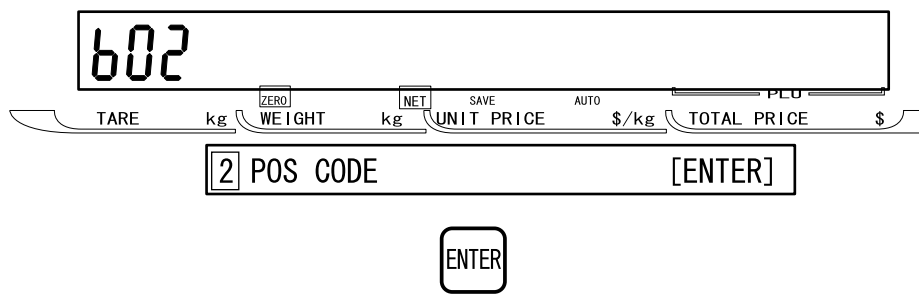 b02
ZERO NET SAVE AUTO PLU
TARE kg WEIGHT kg UNIT PRICE $/kg TOTAL PRICE $
2 POS CODE [ENTER]
ENTER